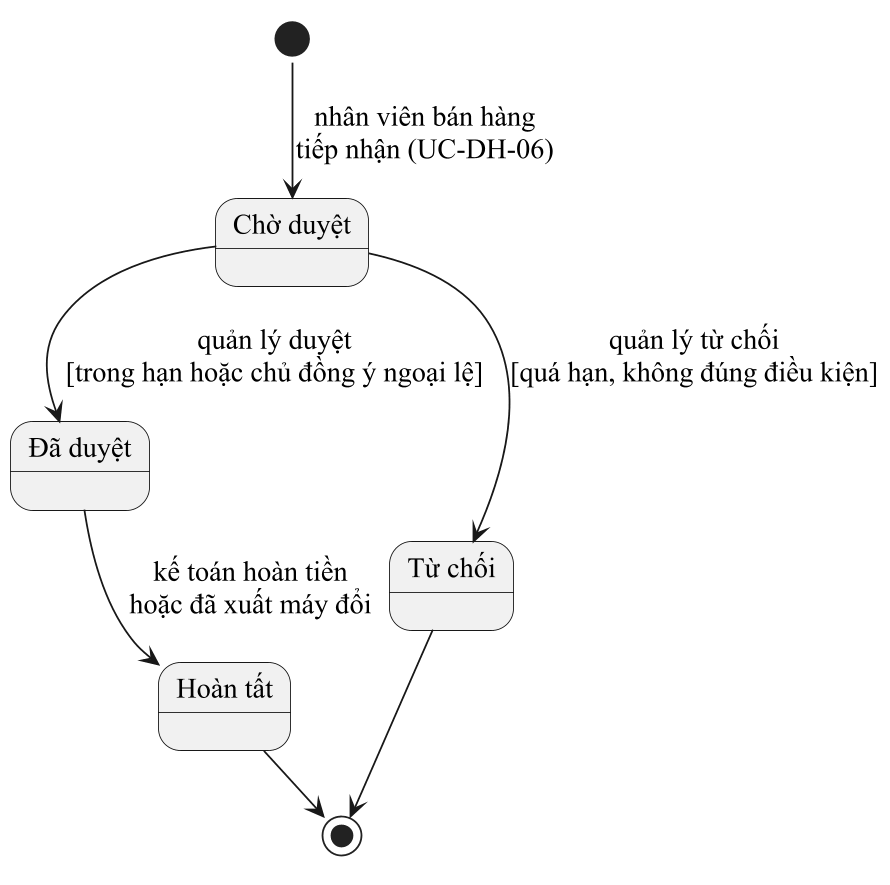 nhân viên bán hàng
tiếp nhận (UC-DH-06)
Chờ duyệt
quản lý duyệt
[trong hạn hoặc chủ đồng ý ngoại lệ]
quản lý từ chối
[quá hạn, không đúng điều kiện]
Đã duyệt
kế toán hoàn tiền
hoặc đã xuất máy đổi
Từ chối
Hoàn tất